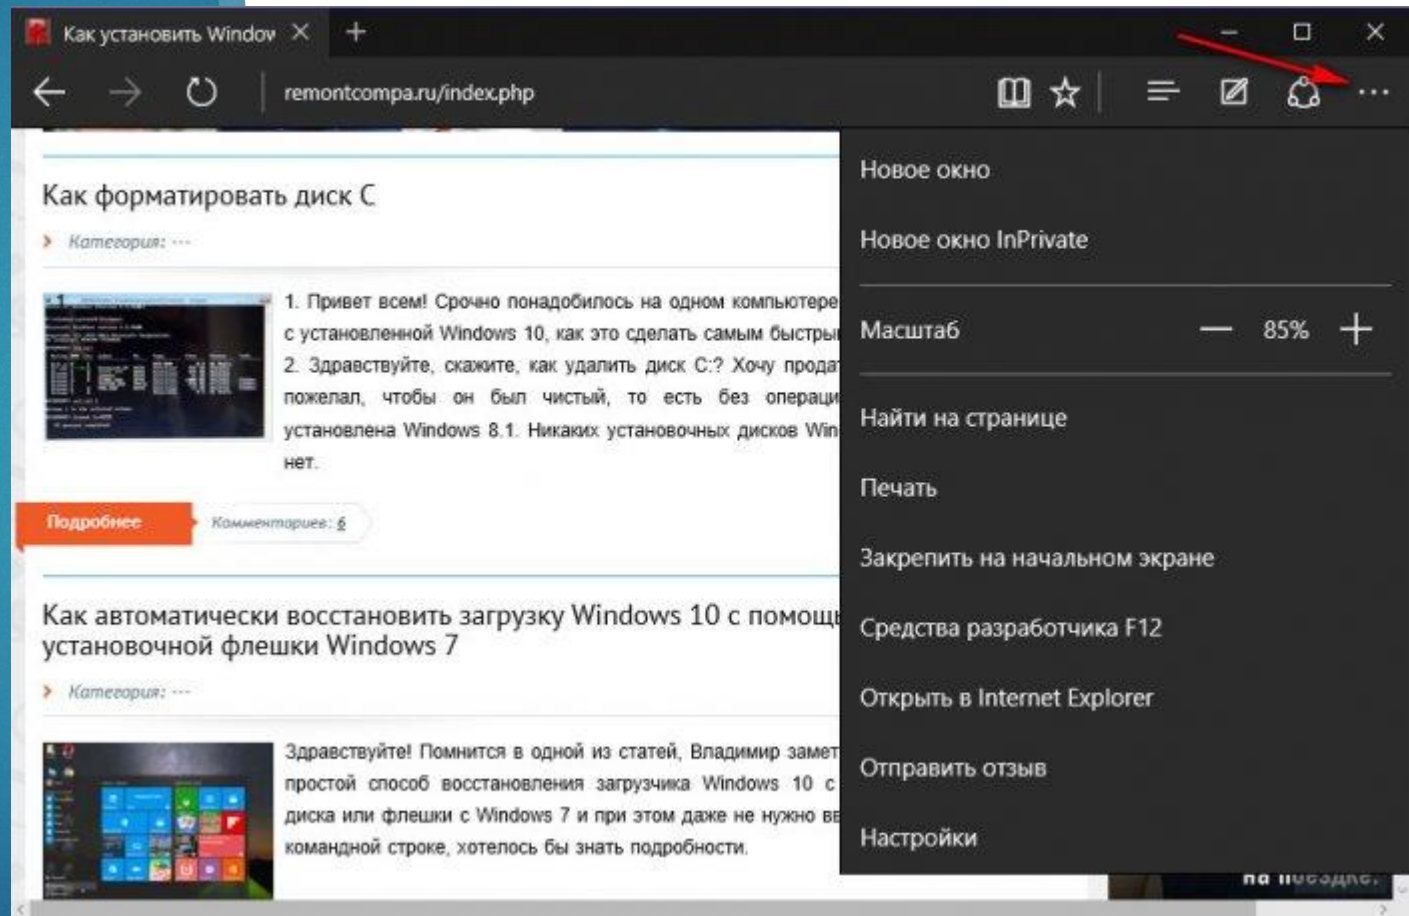 Как установить Window
remontcompa.ru/index.php
Как форматировать диск C
Категория: ---
1. Привет всем! Срочно понадобилось на одном компьютере
с установленной Windows 10, как это сделать самым быстры
2. Здравствуйте, скажите, как удалить диск C:? Хочу прода
пожелал, чтобы он был чистый, то есть без операци
установлена Windows 8.1. Никаких установочных дисков Win
нет.
Подробнее
Комментариев: 6
Как автоматически восстановить загрузку Windows 10 с помощь
установочной флешки Windows 7
Категория: ---
Здравствуйте! Помнится в одной из статей, Владимир замет
простой способ восстановления загрузчика Windows 10 с
диска или флешки с Windows 7 и при этом даже не нужно вв
командной строке, хотелось бы знать подробности.
Новое окно
Новое окно InPrivate
Масштаб — 85% +
Найти на странице
Печать
Закрепить на начальном экране
Средства разработчика F12
Открыть в Internet Explorer
Отправить отзыв
Настройки
на поездке.